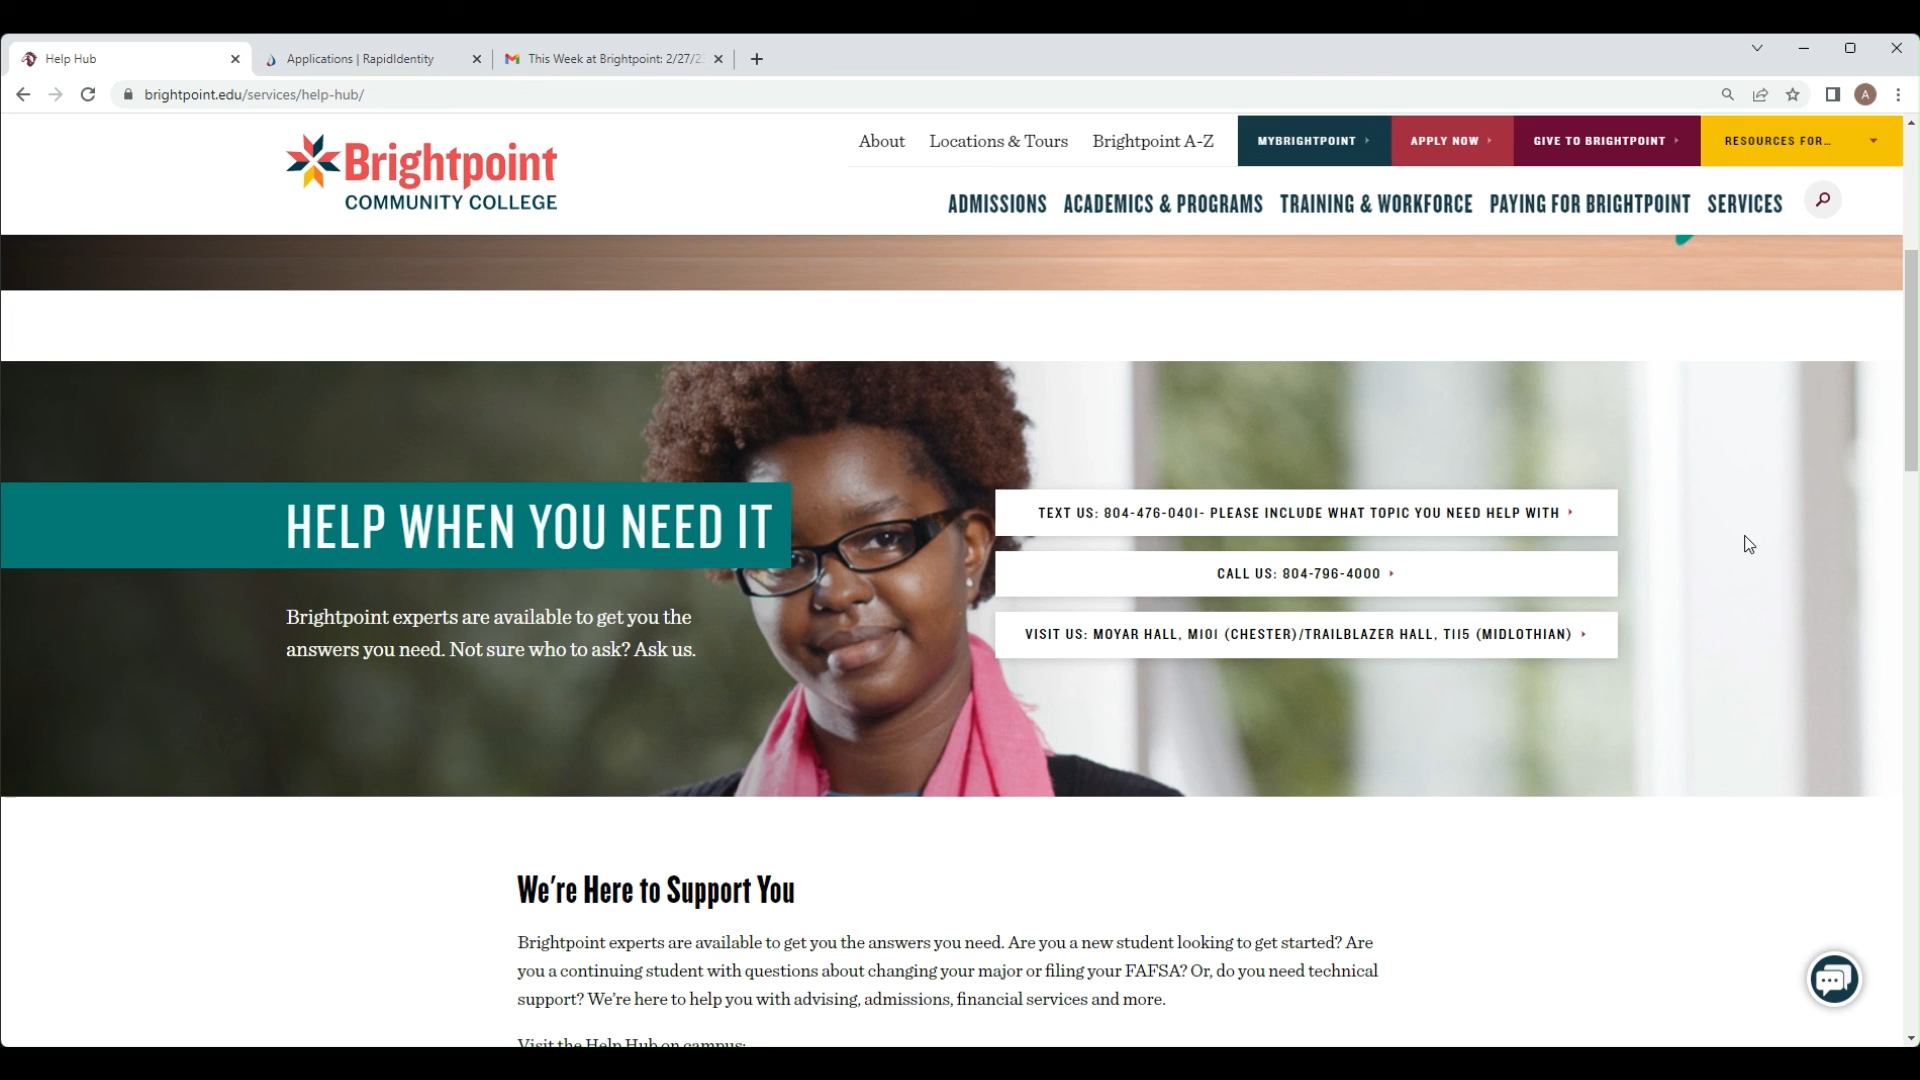 Help Hub
Applications | RapidIdentity
This Week at Brightpoint: 2/27/2
brightpoint.edu/services/help-hub/
A
Brightpoint
COMMUNITY COLLEGE
About
Locations & Tours
Brightpoint A-Z
MYBRIGHTPOINT
APPLY NOW
GIVE TO BRIGHTPOINT
RESOURCES FOR...
ADMISSIONS
ACADEMICS & PROGRAMS
TRAINING & WORKFORCE
PAYING FOR BRIGHTPOINT
SERVICES
HELP WHEN YOU NEED IT
Brightpoint experts are available to get you the
answers you need. Not sure who to ask? Ask us.
TEXT US: 804-476-0401- PLEASE INCLUDE WHAT TOPIC YOU NEED HELP WITH
CALL US: 804-796-4000
VISIT US: MOYAR HALL, M101 (CHESTER)/TRAILBLAZER HALL, T115 (MIDLOTHIAN)
We're Here to Support You
Brightpoint experts are available to get you the answers you need. Are you a new student looking to get started? Are
you a continuing student with questions about changing your major or filing your FAFSA? Or, do you need technical
support? We're here to help you with advising, admissions, financial services and more.
Visit the Help Hub on campus: